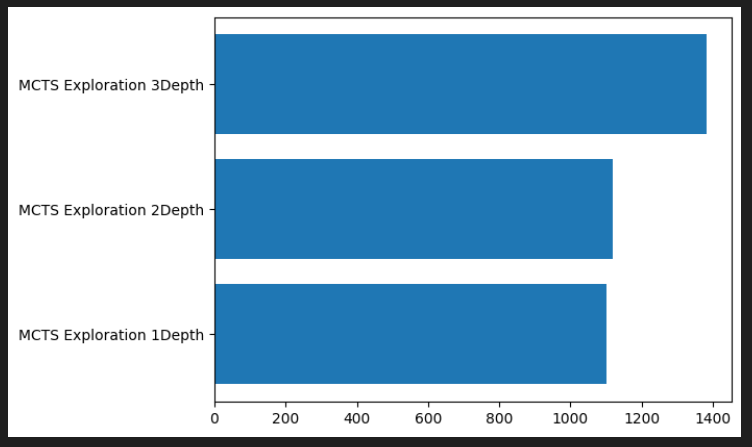 MCTS Exploration 3Depth
MCTS Exploration 2Depth
MCTS Exploration 1Depth
0 200 400 600 800 1000 1200 1400